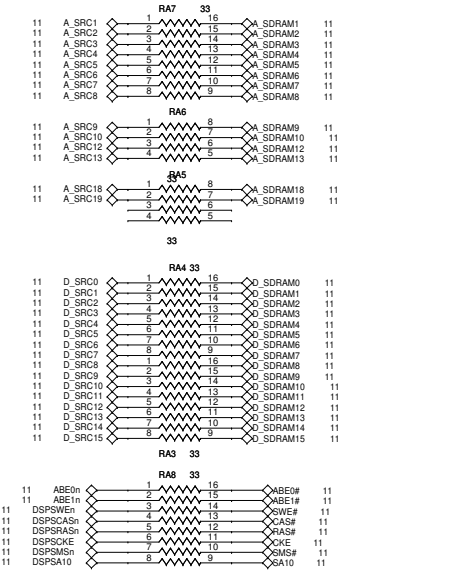 RA7 33
11 A_SRC1 1 16 A_SDRAM1 11
11 A_SRC2 2 15 A_SDRAM2 11
11 A_SRC3 3 14 A_SDRAM3 11
11 A_SRC4 4 13 A_SDRAM4 11
11 A_SRC5 5 12 A_SDRAM5 11
11 A_SRC6 6 11 A_SDRAM6 11
11 A_SRC7 7 10 A_SDRAM7 11
11 A_SRC8 8 9 A_SDRAM8 11
RA6
11 A_SRC9 1 8 A_SDRAM9 11
11 A_SRC10 2 7 A_SDRAM10 11
11 A_SRC12 3 6 A_SDRAM12 11
11 A_SRC13 4 5 A_SDRAM13 11
RA5
33
11 A_SRC18 1 8 A_SDRAM18 11
11 A_SRC19 2 7 A_SDRAM19 11
3 6
4 5
33
RA4 33
11 D_SRC0 1 16 D_SDRAM0 11
11 D_SRC1 2 15 D_SDRAM1 11
11 D_SRC2 3 14 D_SDRAM2 11
11 D_SRC3 4 13 D_SDRAM3 11
11 D_SRC4 5 12 D_SDRAM4 11
11 D_SRC5 6 11 D_SDRAM5 11
11 D_SRC6 7 10 D_SDRAM6 11
11 D_SRC7 8 9 D_SDRAM7 11
11 D_SRC8 1 16 D_SDRAM8 11
11 D_SRC9 2 15 D_SDRAM9 11
11 D_SRC10 3 14 D_SDRAM10 11
11 D_SRC11 4 13 D_SDRAM11 11
11 D_SRC12 5 12 D_SDRAM12 11
11 D_SRC13 6 11 D_SDRAM13 11
11 D_SRC14 7 10 D_SDRAM14 11
11 D_SRC15 8 9 D_SDRAM15 11
RA3 33
RA8 33
11 ABE0n 1 16 ABE0# 11
11 ABE1n 2 15 ABE1# 11
11 DSPSWEn 3 14 SWE# 11
11 DSPSCASn 4 13 CAS# 11
11 DSPSRASn 5 12 RAS# 11
11 DSPSCKE 6 11 CKE 11
11 DSPSMSn 7 10 SMS# 11
11 DSPSA10 8 9 SA10 11